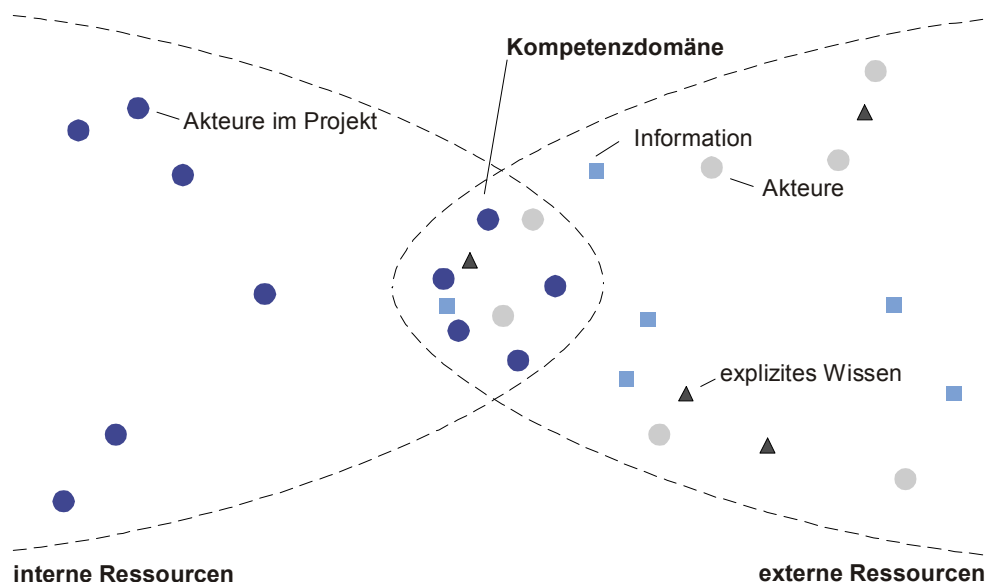 Kompetenzdomäne
Akteure im Projekt
Information
Akteure
explizites Wissen
interne Ressourcen
externe Ressourcen